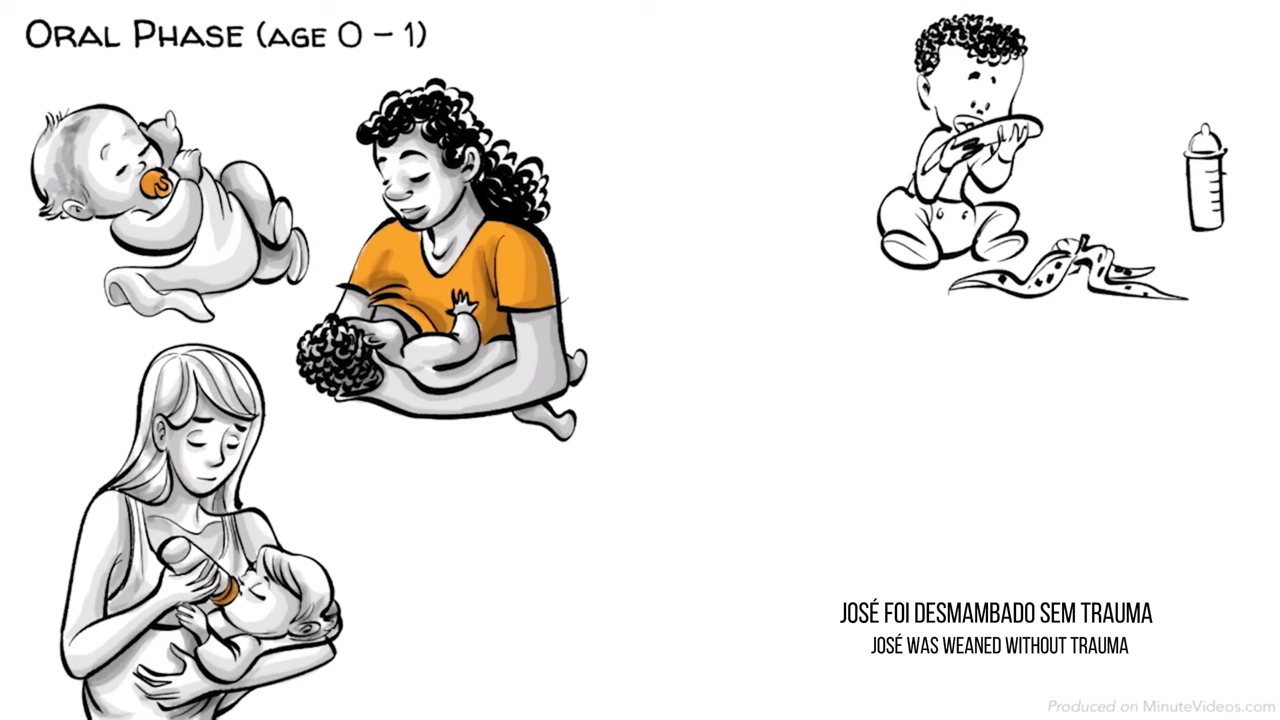 ORAL PHASE (AGE 0 – 1)
JOSÉ FOI DESMAMBADO SEM TRAUMA
JOSÉ WAS WEANED WITHOUT TRAUMA
Produced on MinuteVideos.com